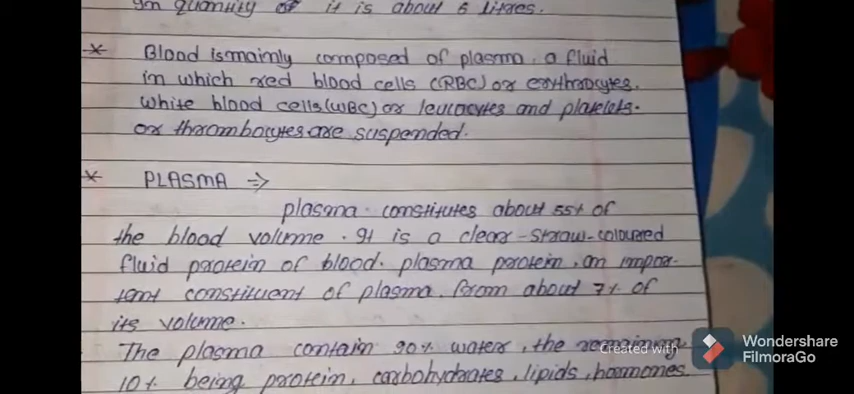 In quantity of it is about 5 litres.
* Blood is mainly composed of plasma. a fluid
in which red blood cells (RBC) or erythrocytes.
White blood cells (WBC) or leucocytes and platelets.
or thrombocytes are suspended.
* PLASMA ⇒
plasma. constitutes about 55% of
the blood volume. It is a clear-straw-coloured
fluid protein of blood. plasma protein, an impor-
tant constituent of plasma. form about 7% of
its volume.
The plasma contain 90% water, the remaining
10% being protein, carbohydrates, lipids, hormones
Created with
Wondershare
FilmoraGo